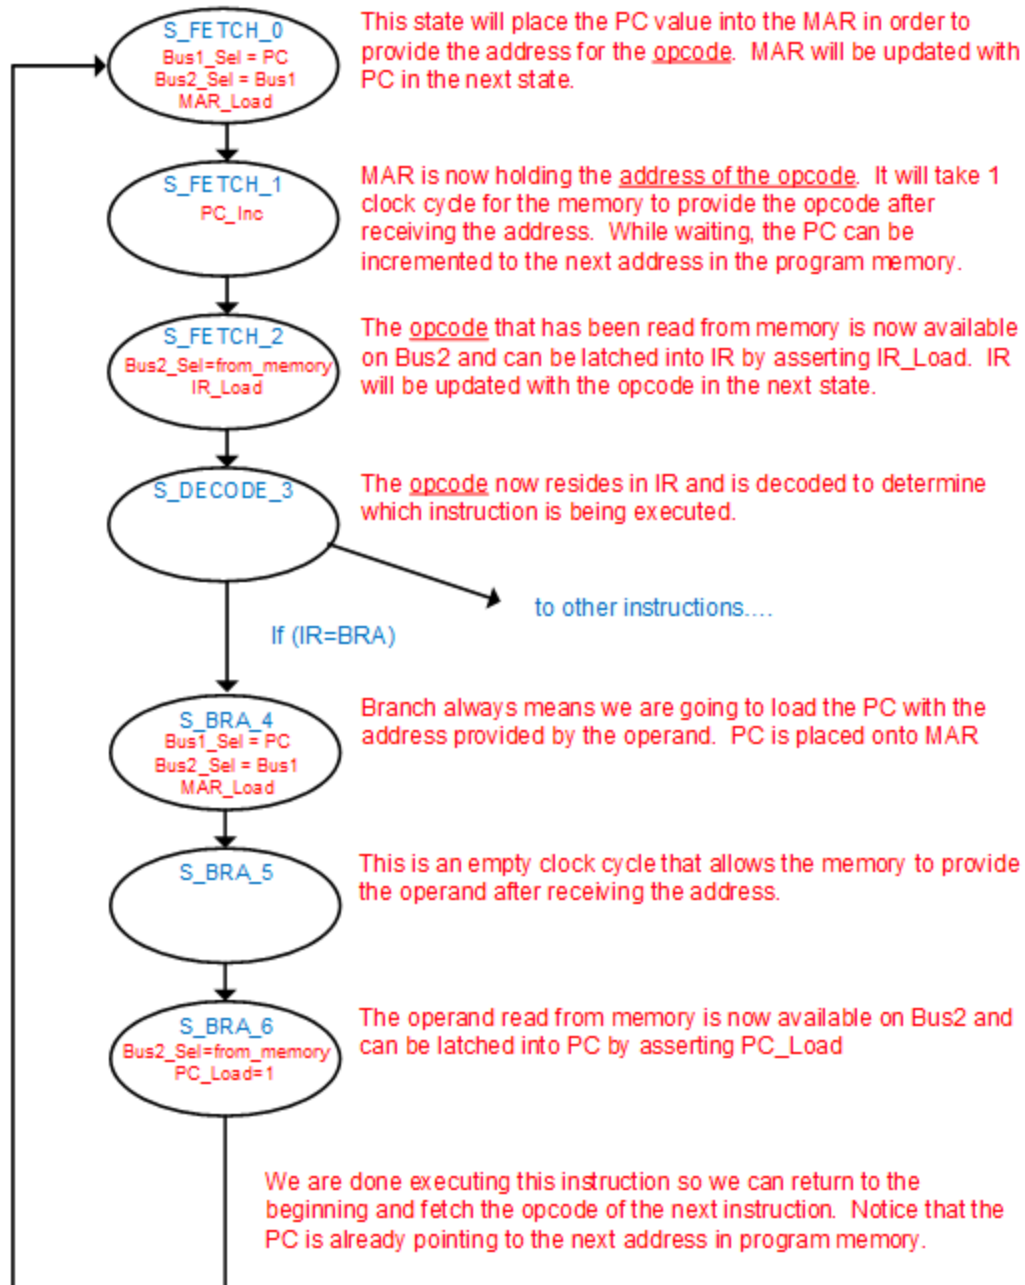 S_FETCH_0
Bus1_Sel = PC
Bus2_Sel = Bus1
MAR_Load
This state will place the PC value into the MAR in order to
provide the address for the opcode.  MAR will be updated with
PC in the next state.
S_FETCH_1
PC_Inc
MAR is now holding the address of the opcode.  It will take 1
clock cycle for the memory to provide the opcode after
receiving the address.  While waiting, the PC can be
incremented to the next address in the program memory.
S_FETCH_2
Bus2_Sel=from_memory
IR_Load
The opcode that has been read from memory is now available
on Bus2 and can be latched into IR by asserting IR_Load.  IR
will be updated with the opcode in the next state.
S_DECODE_3
The opcode now resides in IR and is decoded to determine
which instruction is being executed.
to other instructions....
If (IR=BRA)
S_BRA_4
Bus1_Sel = PC
Bus2_Sel = Bus1
MAR_Load
Branch always means we are going to load the PC with the
address provided by the operand.  PC is placed onto MAR
S_BRA_5
This is an empty clock cycle that allows the memory to provide
the operand after receiving the address.
S_BRA_6
Bus2_Sel=from_memory
PC_Load=1
The operand read from memory is now available on Bus2 and
can be latched into PC by asserting PC_Load
We are done executing this instruction so we can return to the
beginning and fetch the opcode of the next instruction.  Notice that the
PC is already pointing to the next address in program memory.